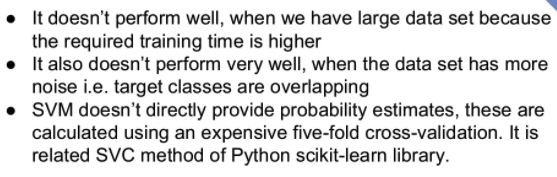 • It doesn't perform well, when we have large data set because
the required training time is higher
• It also doesn't perform very well, when the data set has more
noise i.e. target classes are overlapping
• SVM doesn't directly provide probability estimates, these are
calculated using an expensive five-fold cross-validation. It is
related SVC method of Python scikit-learn library.